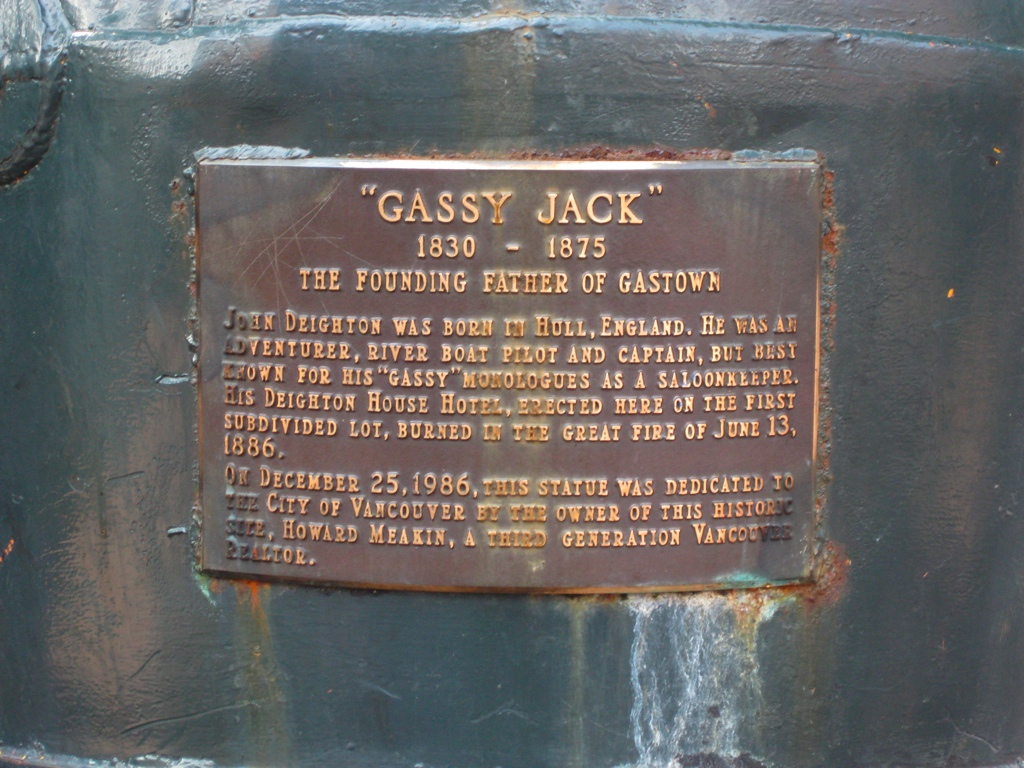 "GASSY JACK"
1830 - 1875
THE FOUNDING FATHER OF GASTOWN
JOHN DEIGHTON WAS BORN IN HULL, ENGLAND. HE WAS AN
ADVENTURER, RIVER BOAT PILOT AND CAPTAIN, BUT BEST
KNOWN FOR HIS "GASSY" MONOLOGUES AS A SALOONKEEPER.
HIS DEIGHTON HOUSE HOTEL, ERECTED HERE ON THE FIRST
SUBDIVIDED LOT, BURNED IN THE GREAT FIRE OF JUNE 13,
1886.
ON DECEMBER 25, 1986, THIS STATUE WAS DEDICATED TO
THE CITY OF VANCOUVER BY THE OWNER OF THIS HISTORIC
SITE, HOWARD MEAKIN, A THIRD GENERATION VANCOUVER
REALTOR.